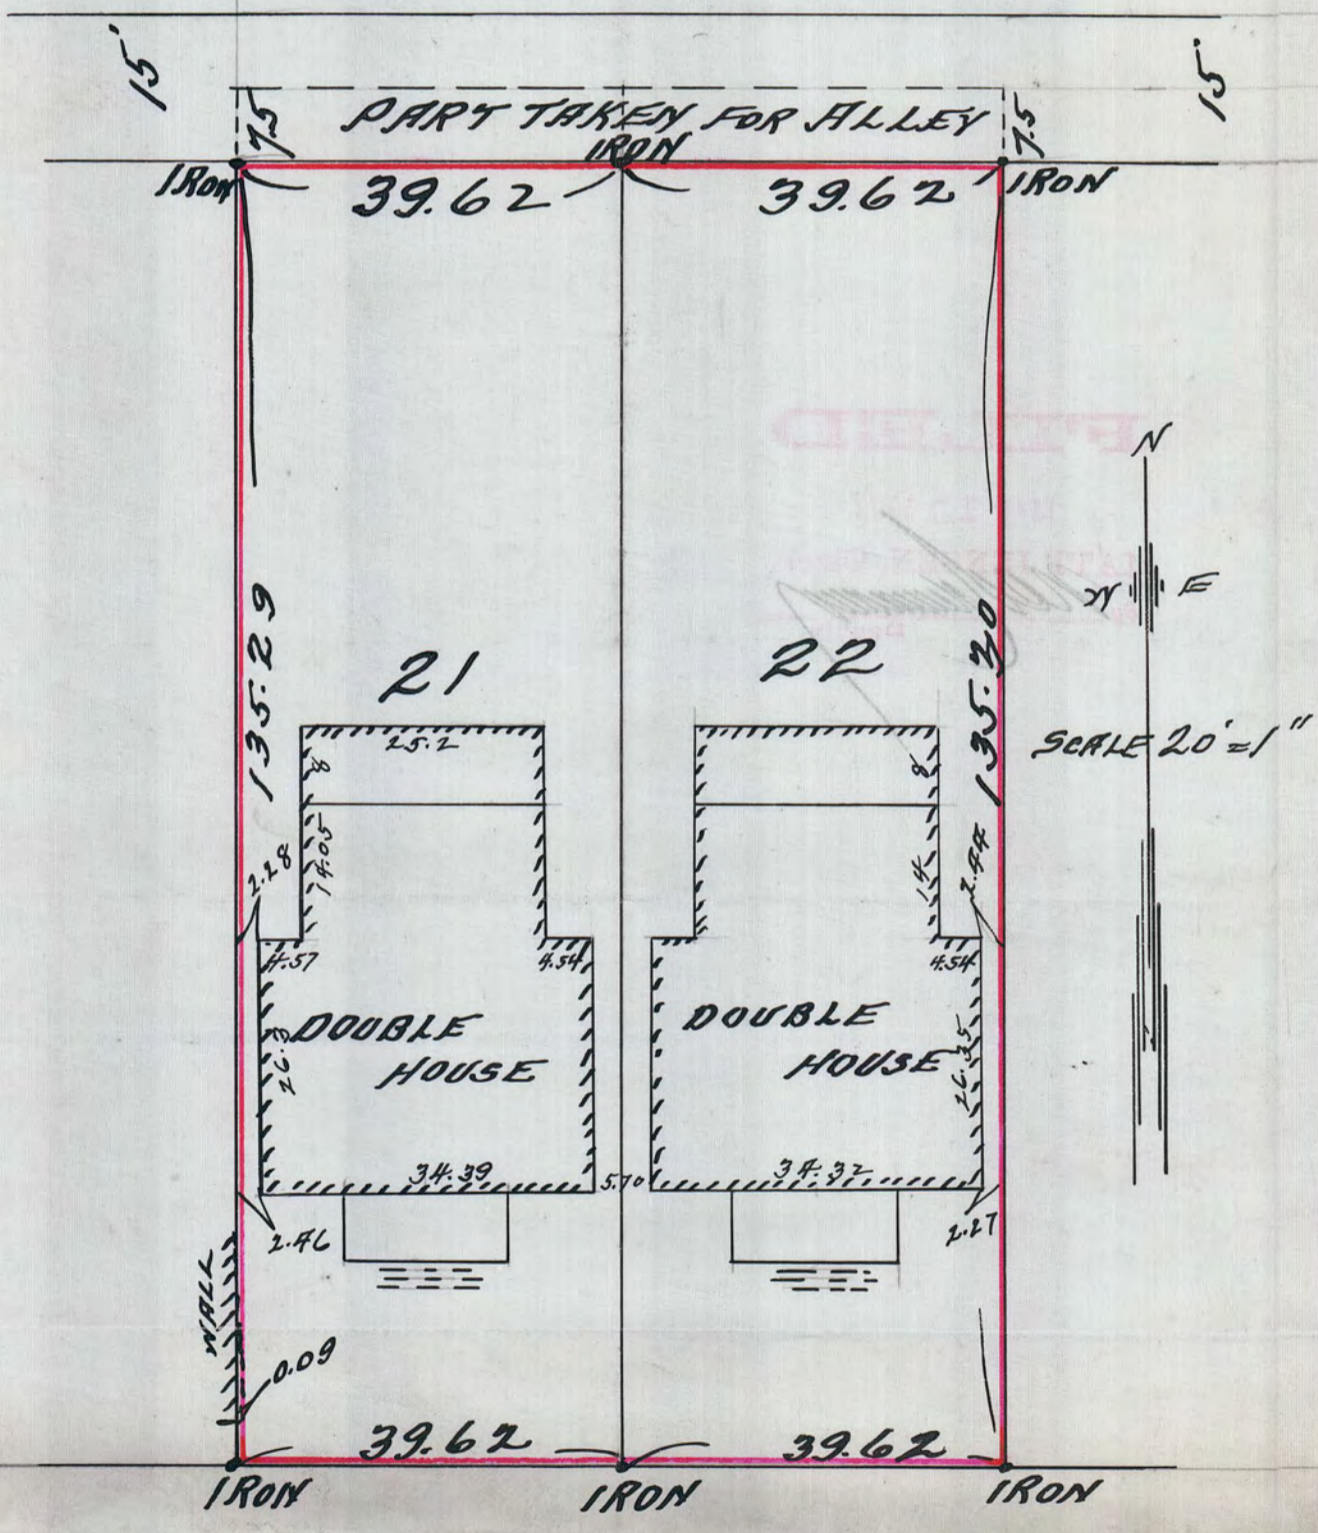 15'
15'
7.5
PART TAKEN FOR ALLEY
7.5
IRON
IRON
IRON
39.62
39.62
N
W E
135.29
135.30
21
22
SCALE 20'=1"
25.2
8
8
14.05
14
2.28
2.44
4.57
4.54
4.54
DOUBLE
HOUSE
DOUBLE
HOUSE
26.3
26.35
34.39
5.70
34.32
2.46
2.27
WALL
0.09
39.62
39.62
IRON
IRON
IRON